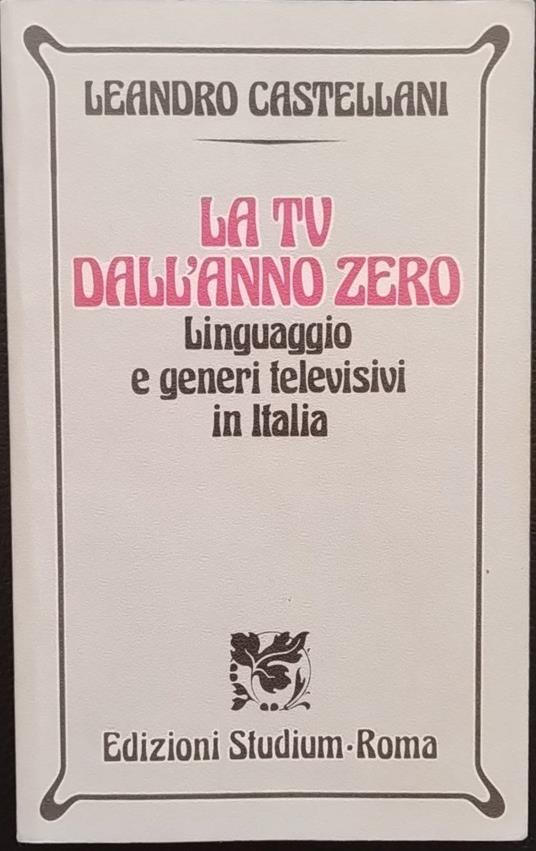 LEANDRO CASTELLANI
LA TV
DALL'ANNO ZERO
Linguaggio
e generi televisivi
in Italia
Edizioni Studium·Roma